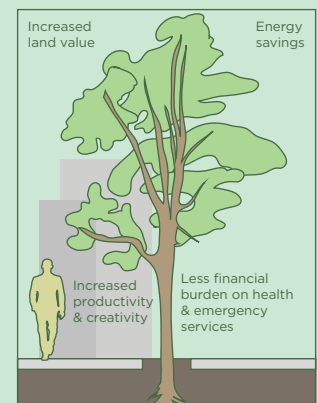 Increased
land value
Energy
savings
Increased
productivity
& creativity
Less financial
burden on health
& emergency
services